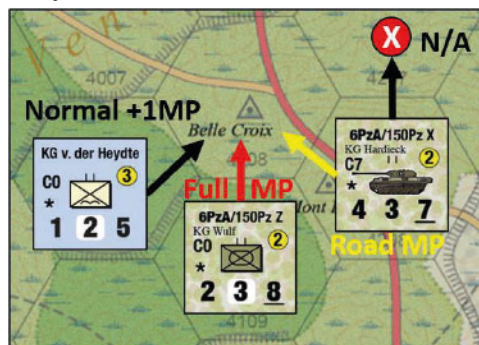 Ven
4007
X N/A
Normal +1MP
Belle Croix
KG v. der Heydte
C0
3
*
1 2 5
Full MP
6PzA/150Pz Z
KG Wulf
C0
2
*
2 3 8
6PzA/150Pz X
KG Hardieck
C7
2
*
4 3 7
Road MP
4109